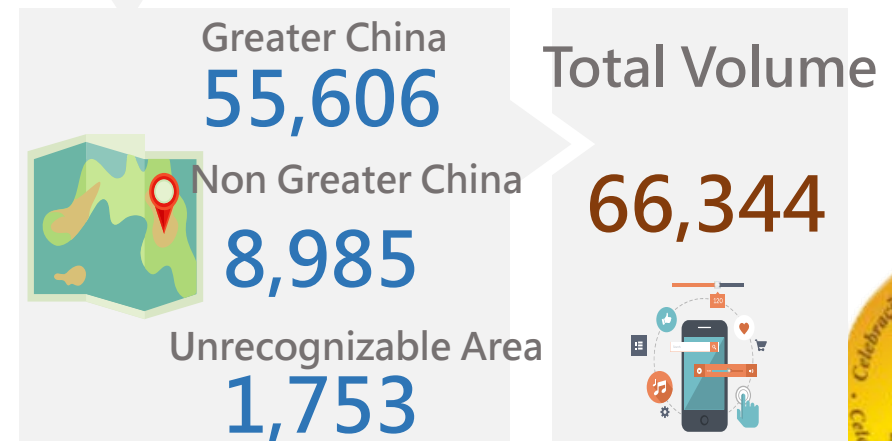 Greater China
55,606
Non Greater China
8,985
Unrecognizable Area
1,753
Total Volume
66,344
120